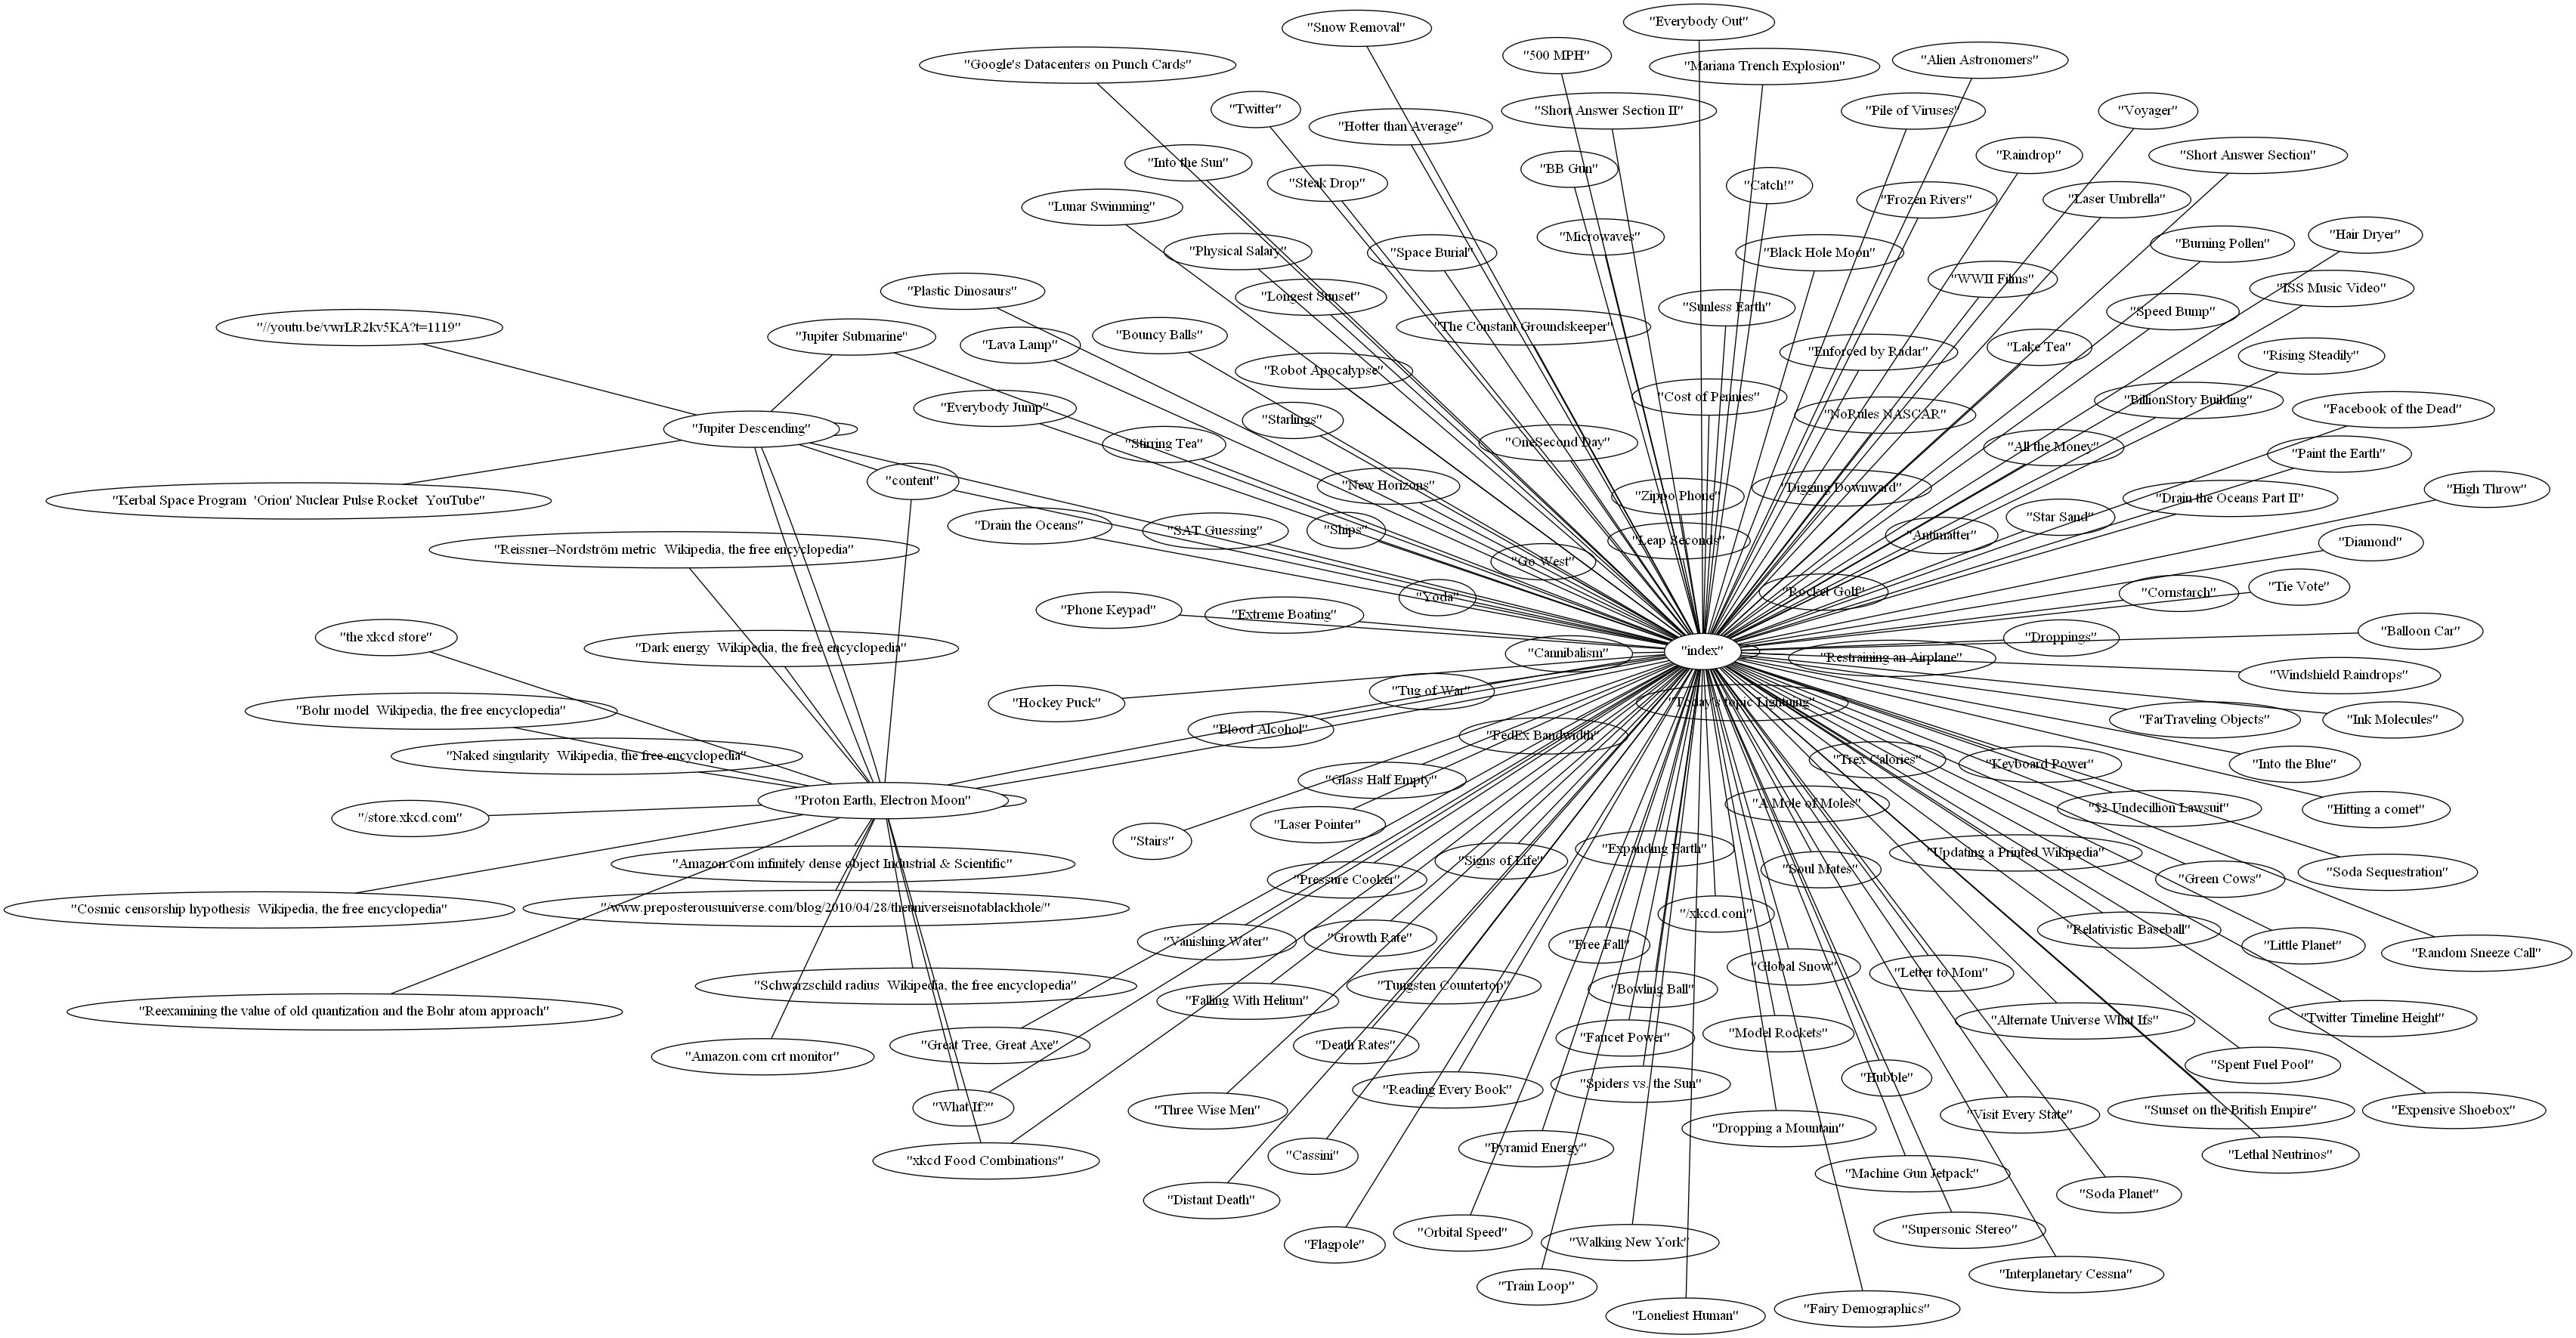 "Everybody Out"
"Snow Removal"
"500 MPH"
"Alien Astronomers"
"Google's Datacenters on Punch Cards"
"Mariana Trench Explosion"
"Twitter"
"Short Answer Section II"
"Pile of Viruses"
"Voyager"
"Hotter than Average"
"Into the Sun"
"Raindrop"
"Short Answer Section"
"BB Gun"
"Steak Drop"
"Catch!"
"Frozen Rivers"
"Laser Umbrella"
"Lunar Swimming"
"Microwaves"
"Hair Dryer"
"Burning Pollen"
"Physical Salary"
"Space Burial"
"Black Hole Moon"
"WWII Films"
"ISS Music Video"
"Plastic Dinosaurs"
"Longest Sunset"
"Sunless Earth"
"Speed Bump"
"//youtu.be/vwrLR2kv5KA?t=1119"
"The Constant Groundskeeper"
"Jupiter Submarine"
"Bouncy Balls"
"Lava Lamp"
"Lake Tea"
"Enforced by Radar"
"Rising Steadily"
"Robot Apocalypse"
"Cost of Pennies"
"BillionStory Building"
"Everybody Jump"
"Facebook of the Dead"
"NoRules NASCAR"
"Starlings"
"Jupiter Descending"
"Stirring Tea"
"OneSecond Day"
"All the Money"
"Paint the Earth"
"content"
"New Horizons"
"Digging Downward"
"High Throw"
"Zippo Phone"
"Drain the Oceans Part II"
"Kerbal Space Program  'Orion' Nuclear Pulse Rocket  YouTube"
"Star Sand"
"Drain the Oceans"
"SAT Guessing"
"Ships"
"Antimatter"
"Leap Seconds"
"Diamond"
"Reissner–Nordström metric  Wikipedia, the free encyclopedia"
"Go West"
"Tie Vote"
"Rocket Golf"
"Cornstarch"
"Yoda"
"Phone Keypad"
"Extreme Boating"
"Balloon Car"
"the xkcd store"
"Droppings"
"Dark energy  Wikipedia, the free encyclopedia"
"index"
"Cannibalism"
"Restraining an Airplane"
"Windshield Raindrops"
"Tug of War"
"Hockey Puck"
"Today's topic Lightning"
"Bohr model  Wikipedia, the free encyclopedia"
"FarTraveling Objects"
"Ink Molecules"
"Blood Alcohol"
"FedEx Bandwidth"
"Naked singularity  Wikipedia, the free encyclopedia"
"Trex Calories"
"Keyboard Power"
"Into the Blue"
"Glass Half Empty"
"Proton Earth, Electron Moon"
"A Mole of Moles"
"$2 Undecillion Lawsuit"
"Hitting a comet"
"/store.xkcd.com"
"Laser Pointer"
"Stairs"
"Expanding Earth"
"Updating a Printed Wikipedia"
"Amazon.com infinitely dense object Industrial & Scientific"
"Signs of Life"
"Soul Mates"
"Soda Sequestration"
"Pressure Cooker"
"Green Cows"
"Cosmic censorship hypothesis  Wikipedia, the free encyclopedia"
"/www.preposterousuniverse.com/blog/2010/04/28/theuniverseisnotablackhole/"
"/xkcd.com"
"Relativistic Baseball"
"Vanishing Water"
"Growth Rate"
"Free Fall"
"Little Planet"
"Random Sneeze Call"
"Global Snow"
"Letter to Mom"
"Schwarzschild radius  Wikipedia, the free encyclopedia"
"Tungsten Countertop"
"Bowling Ball"
"Falling With Helium"
"Reexamining the value of old quantization and the Bohr atom approach"
"Twitter Timeline Height"
"Alternate Universe What Ifs"
"Model Rockets"
"Faucet Power"
"Great Tree, Great Axe"
"Death Rates"
"Amazon.com crt monitor"
"Spent Fuel Pool"
"Hubble"
"Spiders vs. the Sun"
"Reading Every Book"
"What If?"
"Three Wise Men"
"Sunset on the British Empire"
"Expensive Shoebox"
"Visit Every State"
"Dropping a Mountain"
"Pyramid Energy"
"Cassini"
"Lethal Neutrinos"
"xkcd Food Combinations"
"Machine Gun Jetpack"
"Soda Planet"
"Distant Death"
"Supersonic Stereo"
"Orbital Speed"
"Walking New York"
"Flagpole"
"Interplanetary Cessna"
"Train Loop"
"Fairy Demographics"
"Loneliest Human"